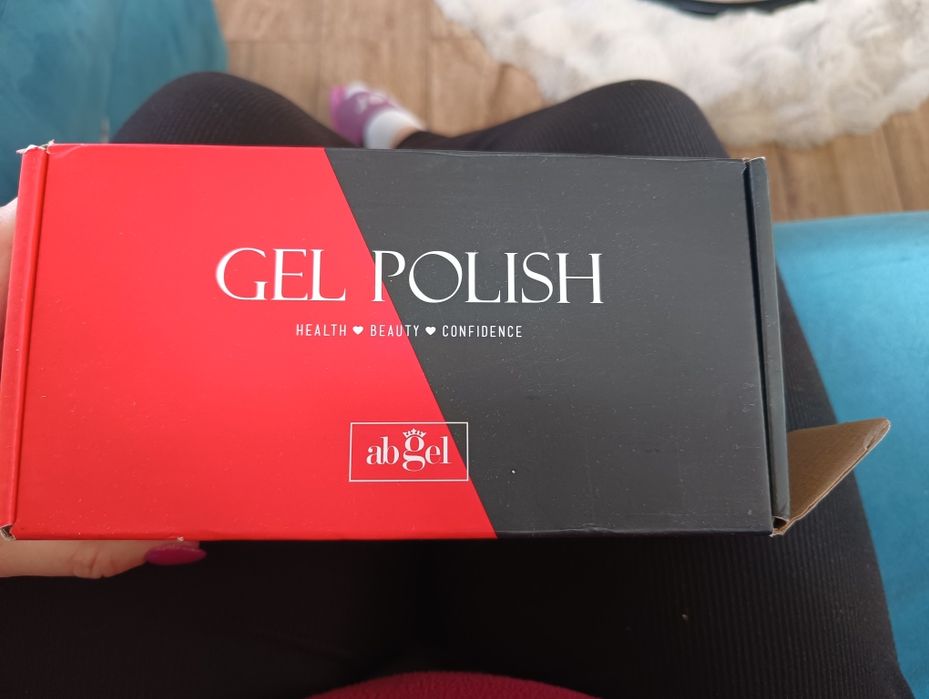 GEL POLISH
HEALTH ♥ BEAUTY ♥ CONFIDENCE
abgel